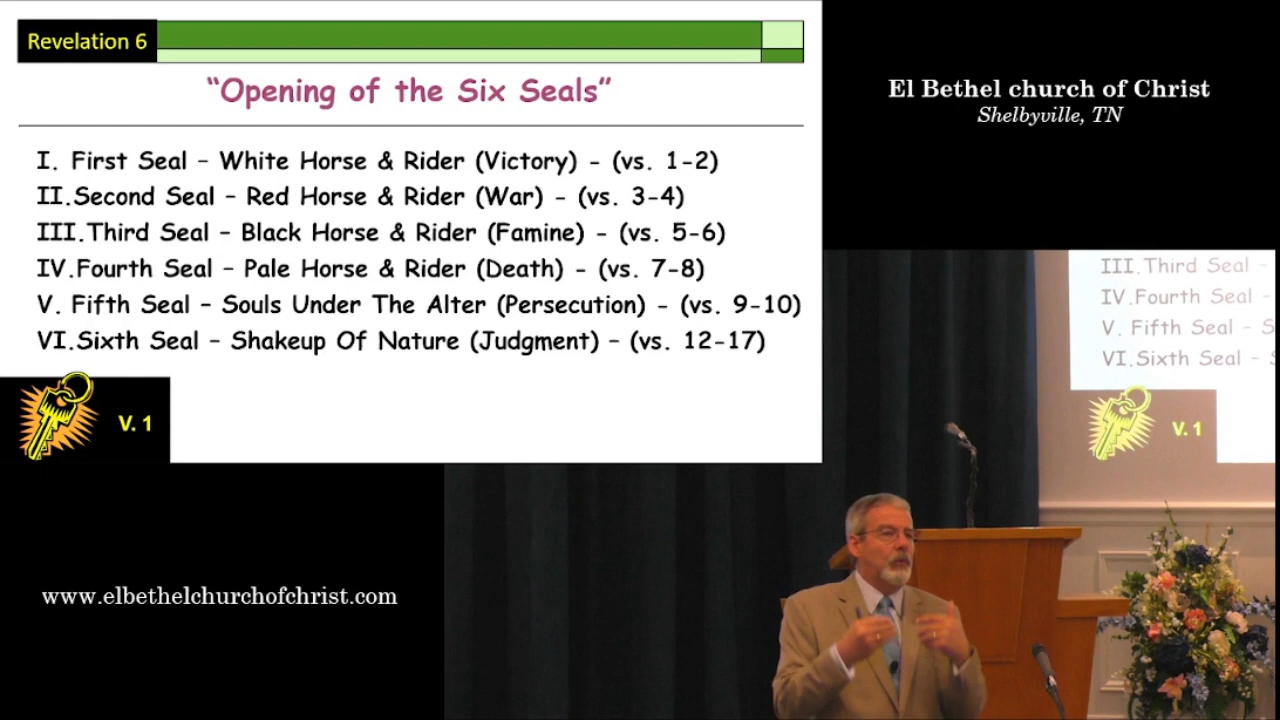 Revelation 6
“Opening of the Six Seals”
I. First Seal – White Horse & Rider (Victory) - (vs. 1-2)
II.Second Seal – Red Horse & Rider (War) - (vs. 3-4)
III.Third Seal – Black Horse & Rider (Famine) - (vs. 5-6)
IV.Fourth Seal – Pale Horse & Rider (Death) - (vs. 7-8)
V. Fifth Seal – Souls Under The Alter (Persecution) - (vs. 9-10)
VI.Sixth Seal – Shakeup Of Nature (Judgment) – (vs. 12-17)
V. 1
El Bethel church of Christ
Shelbyville, TN
III.Third Seal -
IV.Fourth Seal -
V. Fifth Seal - S
VI.Sixth Seal - S
V. 1
www.elbethelchurchofchrist.com